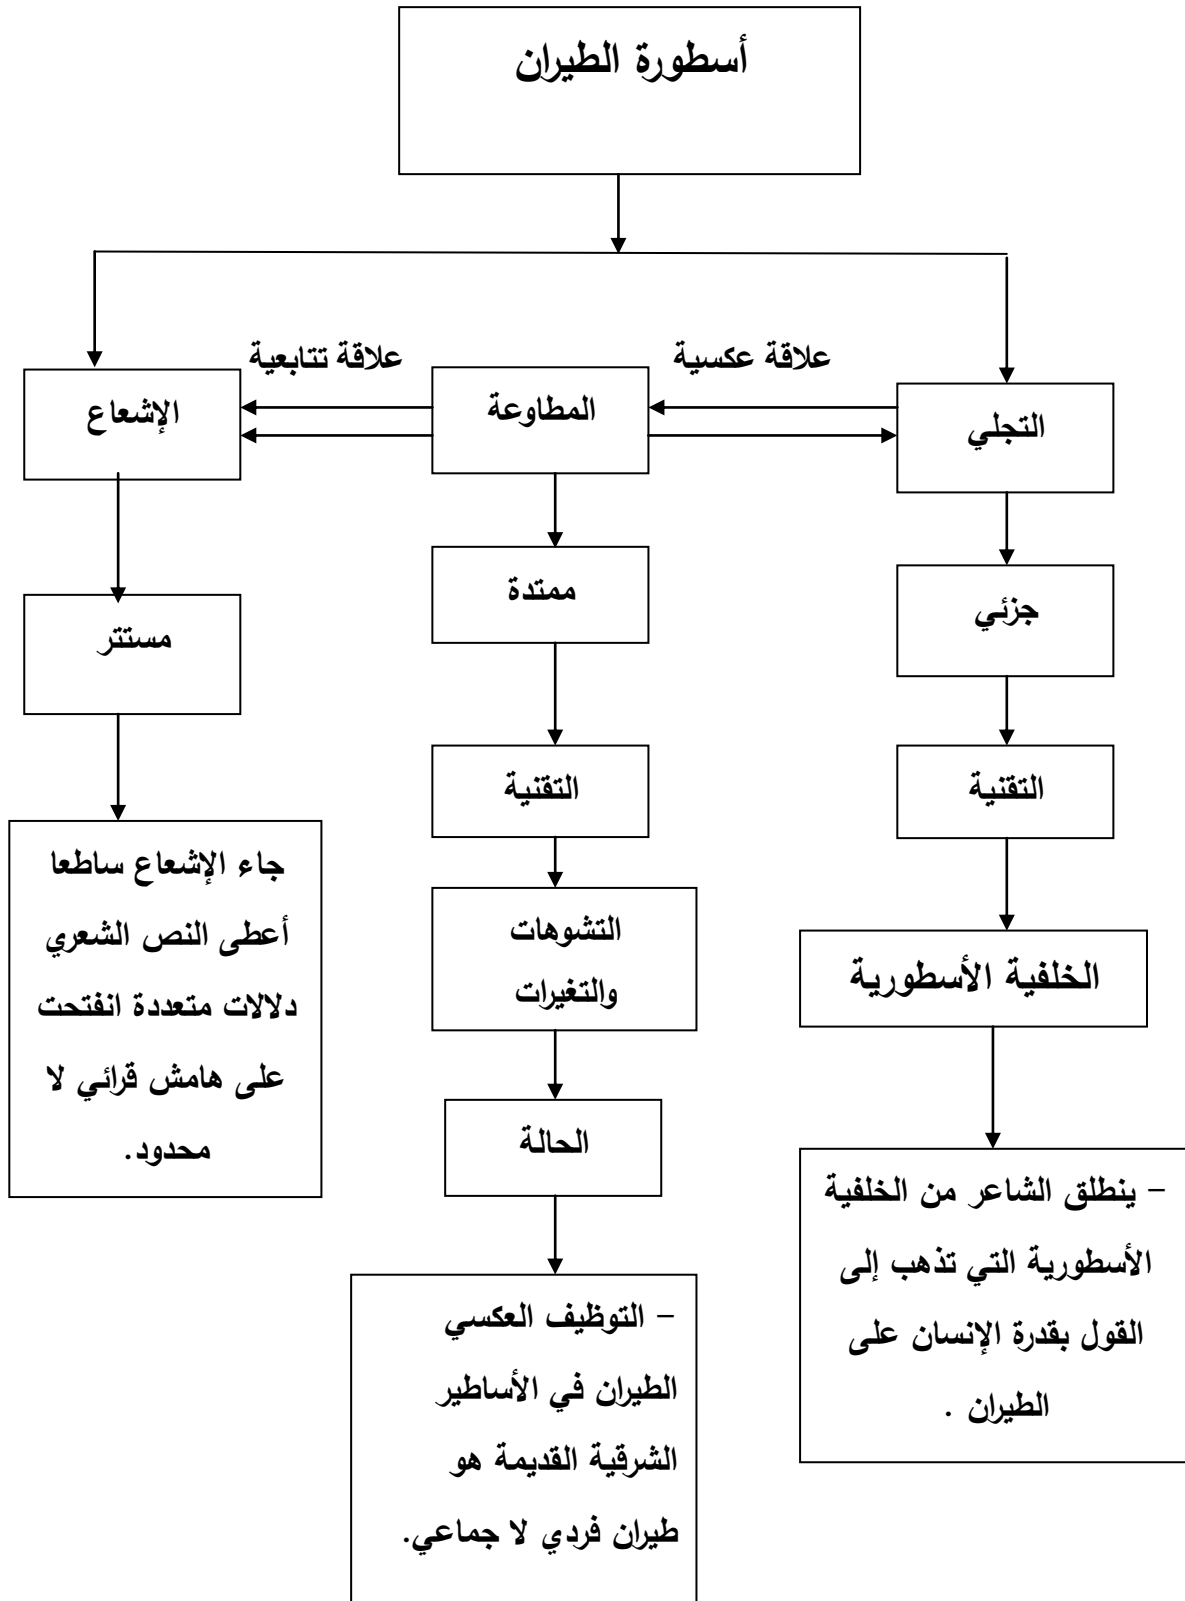 أسطورة الطيران
علاقة عكسية
علاقة تتابعية
التجلي
المطاوعة
الإشعاع
جزئي
ممتدة
مستتر
التقنية
التقنية
الخلفية الأسطورية
التشوهات
والتغيرات
الحالة
جاء الإشعاع ساطعا
أعطى النص الشعري
دلالات متعددة انفتحت
على هامش قرائي لا
محدود.
– ينطلق الشاعر من الخلفية
الأسطورية التي تذهب إلى
القول بقدرة الإنسان على
الطيران .
– التوظيف العكسي
الطيران في الأساطير
الشرقية القديمة هو
طيران فردي لا جماعي.